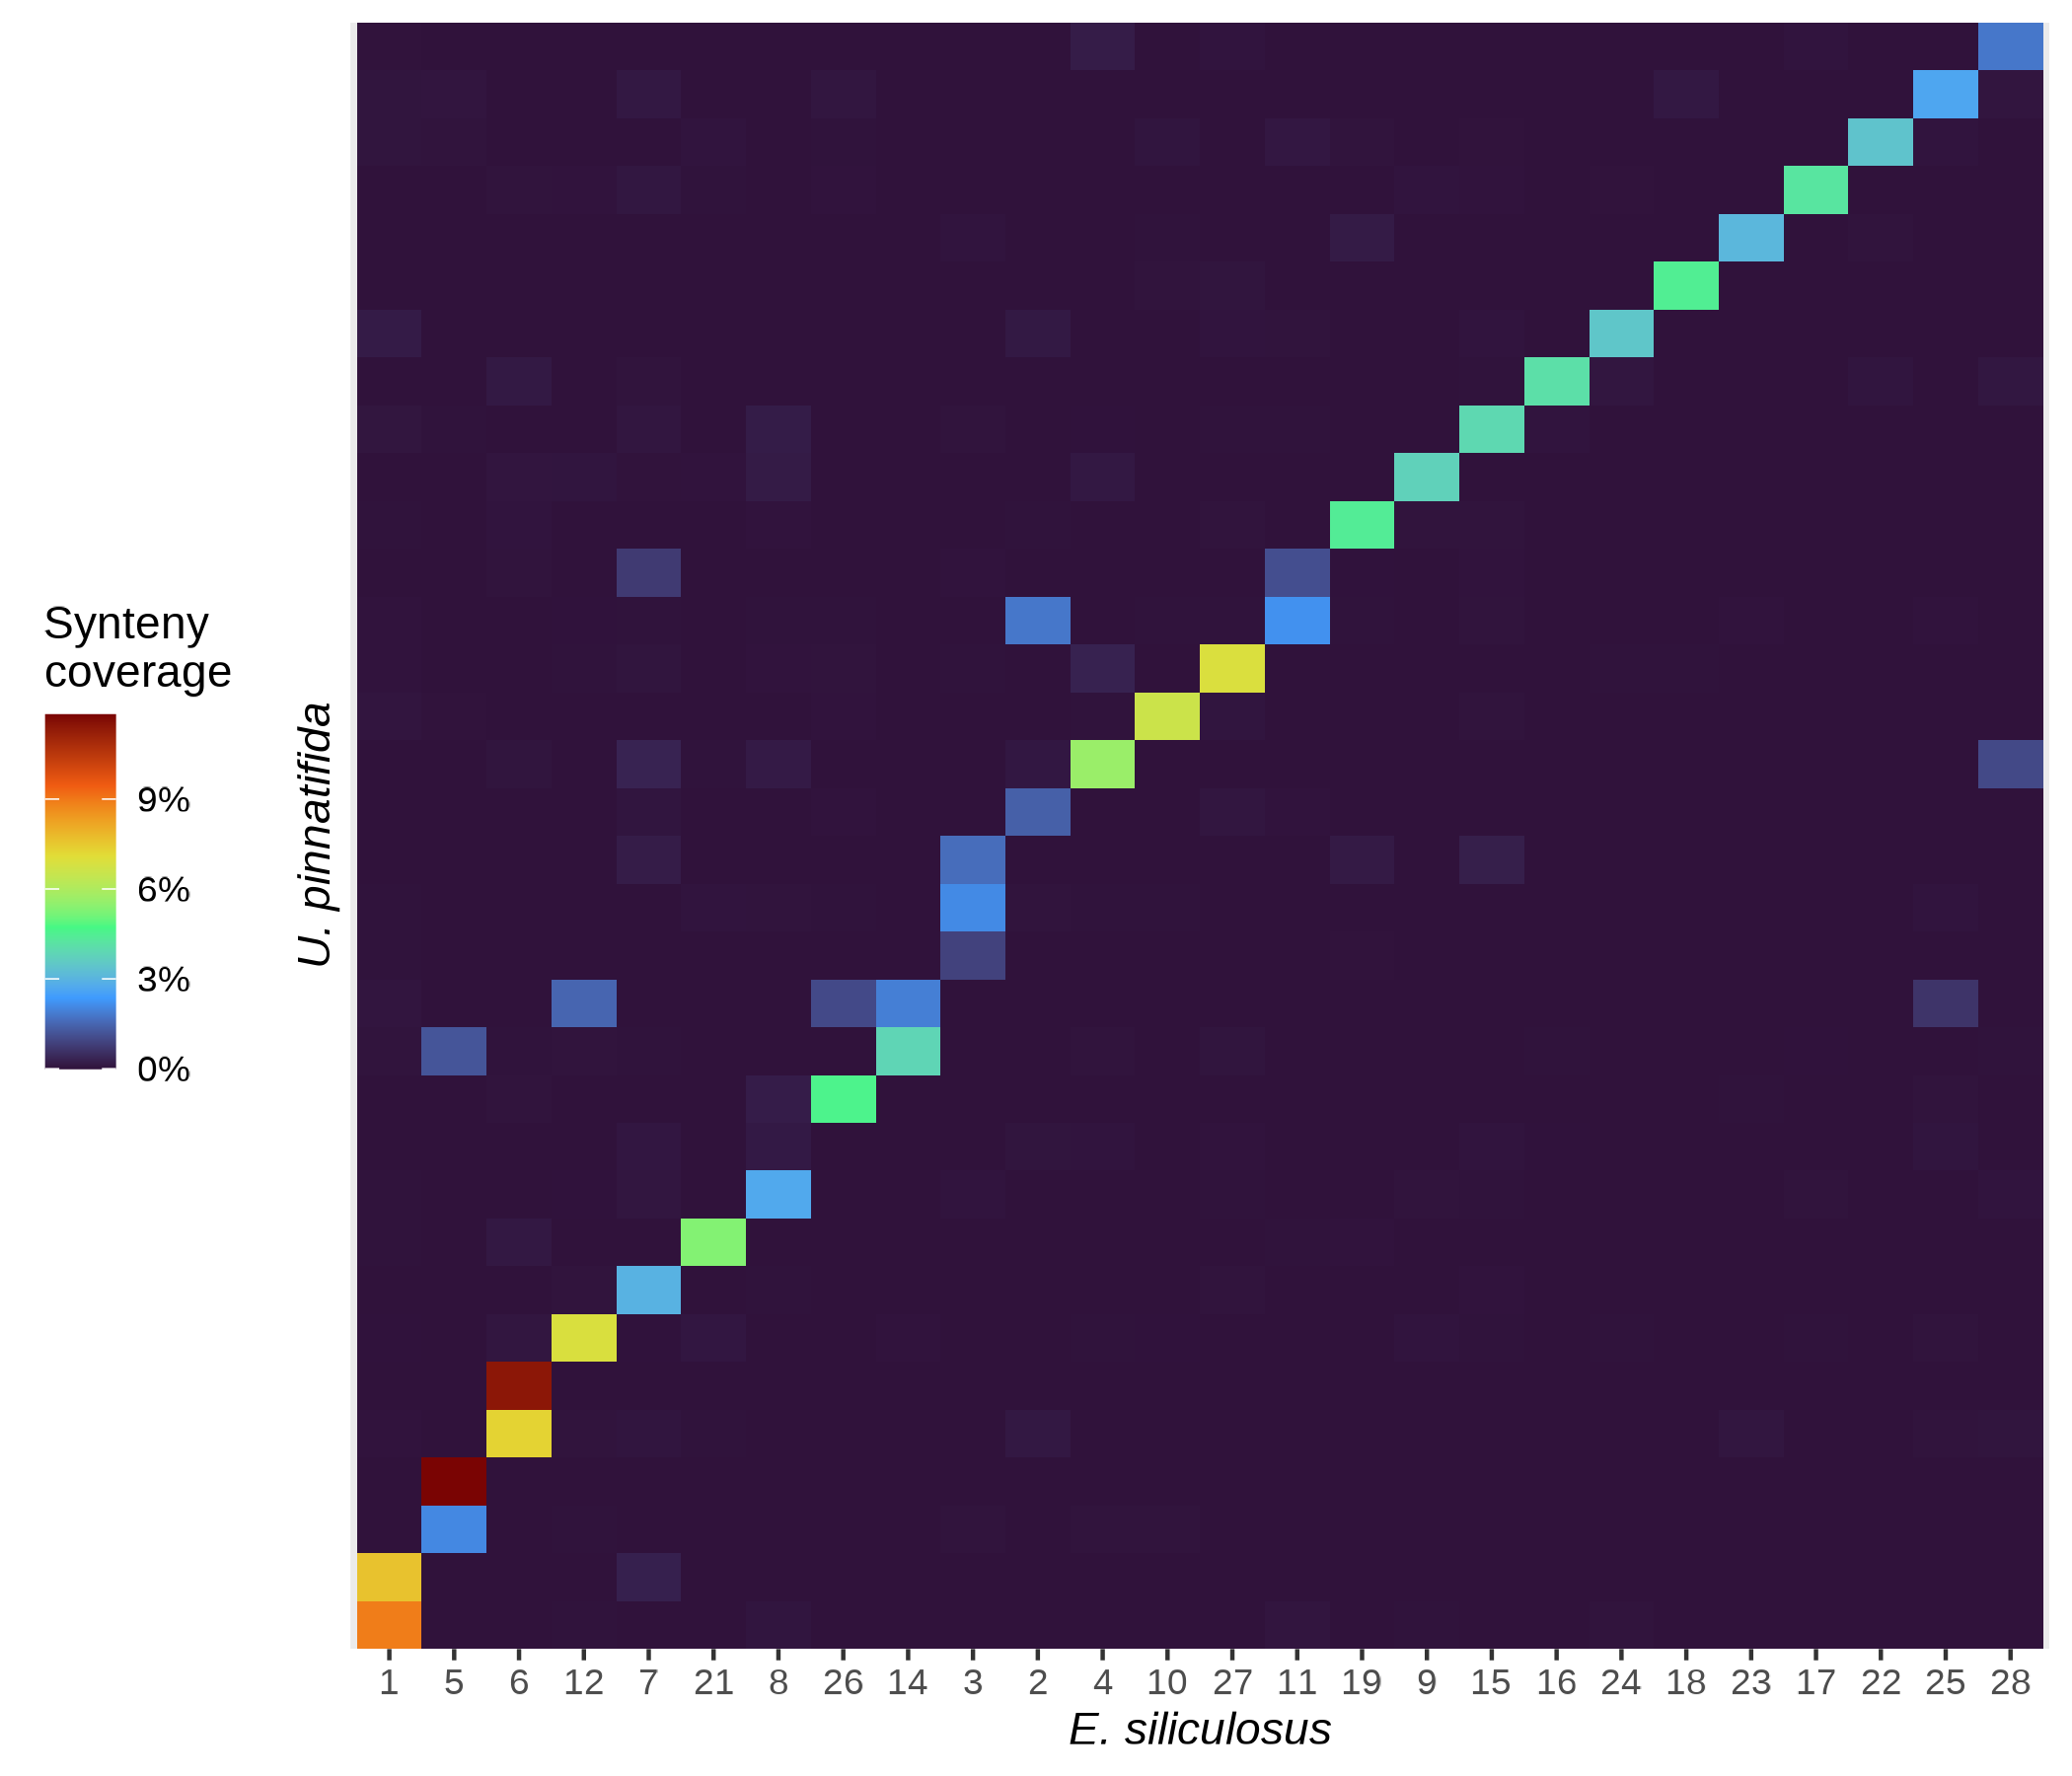 Synteny
coverage
9%
6%
3%
0%
U. pinnatifida
1 5 6 12 7 21 8 26 14 3 2 4 10 27 11 19 9 15 16 24 18 23 17 22 25 28
E. siliculosus